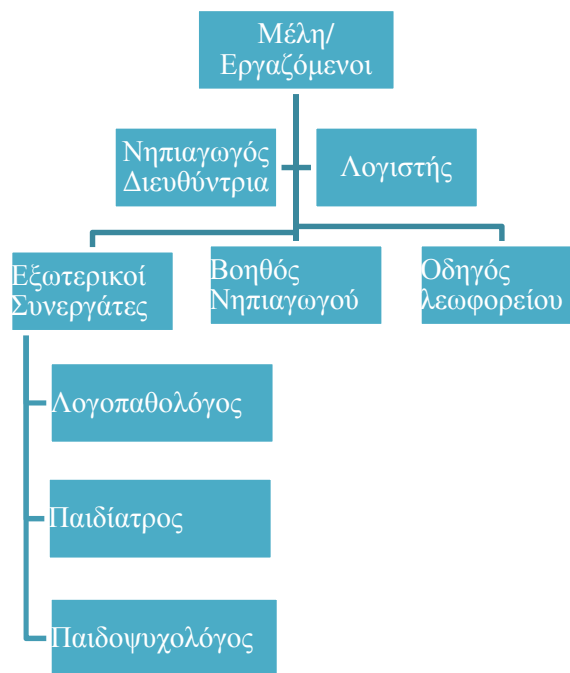 Μέλη/
Εργαζόμενοι
Νηπιαγωγός
Διευθύντρια
Λογιστής
Εξωτερικοί
Συνεργάτες
Βοηθός
Νηπιαγωγού
Οδηγός
λεωφορείου
Λογοπαθολόγος
Παιδίατρος
Παιδοψυχολόγος